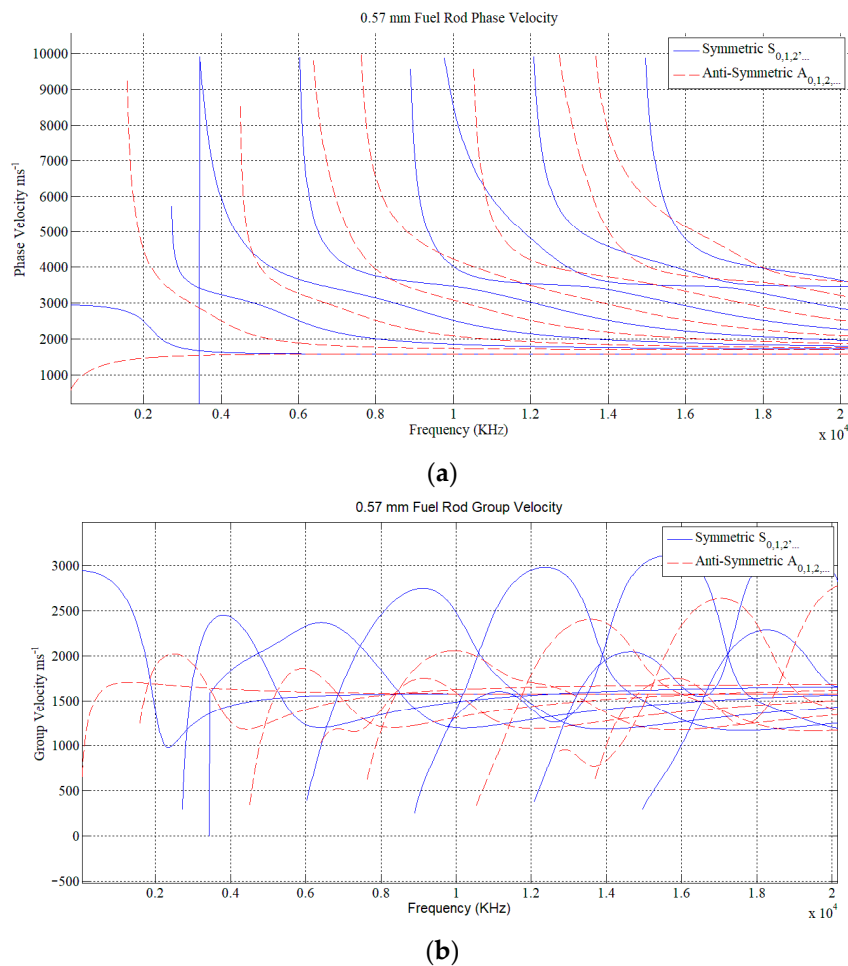 0.57 mm Fuel Rod Phase Velocity
Symmetric S0,1,2,...
Anti-Symmetric A0,1,2,...
Phase Velocity ms-1
10000
9000
8000
7000
6000
5000
4000
3000
2000
1000
0.2
0.4
0.6
0.8
1
1.2
1.4
1.6
1.8
2
x 10^4
Frequency (KHz)
(a)
0.57 mm Fuel Rod Group Velocity
Symmetric S0,1,2,...
Anti-Symmetric A0,1,2,...
Group Velocity ms-1
3000
2500
2000
1500
1000
500
0
−500
0.2
0.4
0.6
0.8
1
1.2
1.4
1.6
1.8
2
x 10^4
Frequency (KHz)
(b)